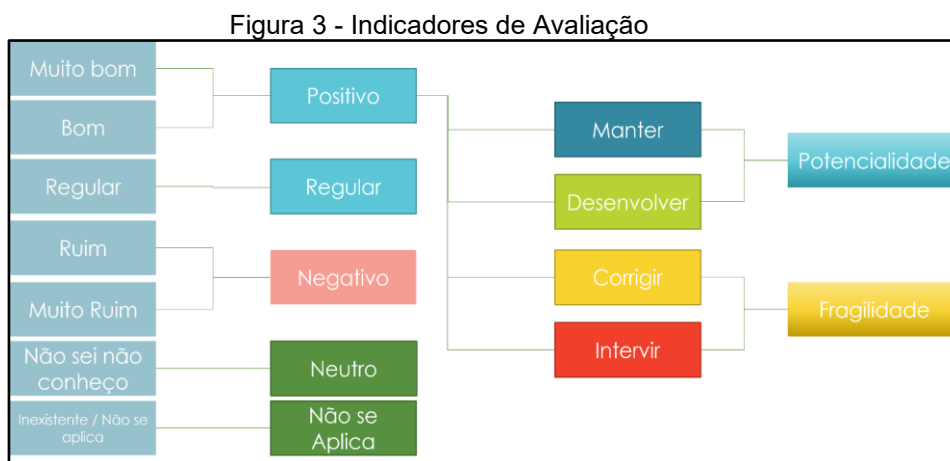 Figura 3 - Indicadores de Avaliação
Muito bom
Bom
Regular
Ruim
Muito Ruim
Não sei não
conheço
Inexistente / Não se
aplica
Positivo
Regular
Negativo
Neutro
Não se
Aplica
Manter
Desenvolver
Corrigir
Intervir
Potencialidade
Fragilidade